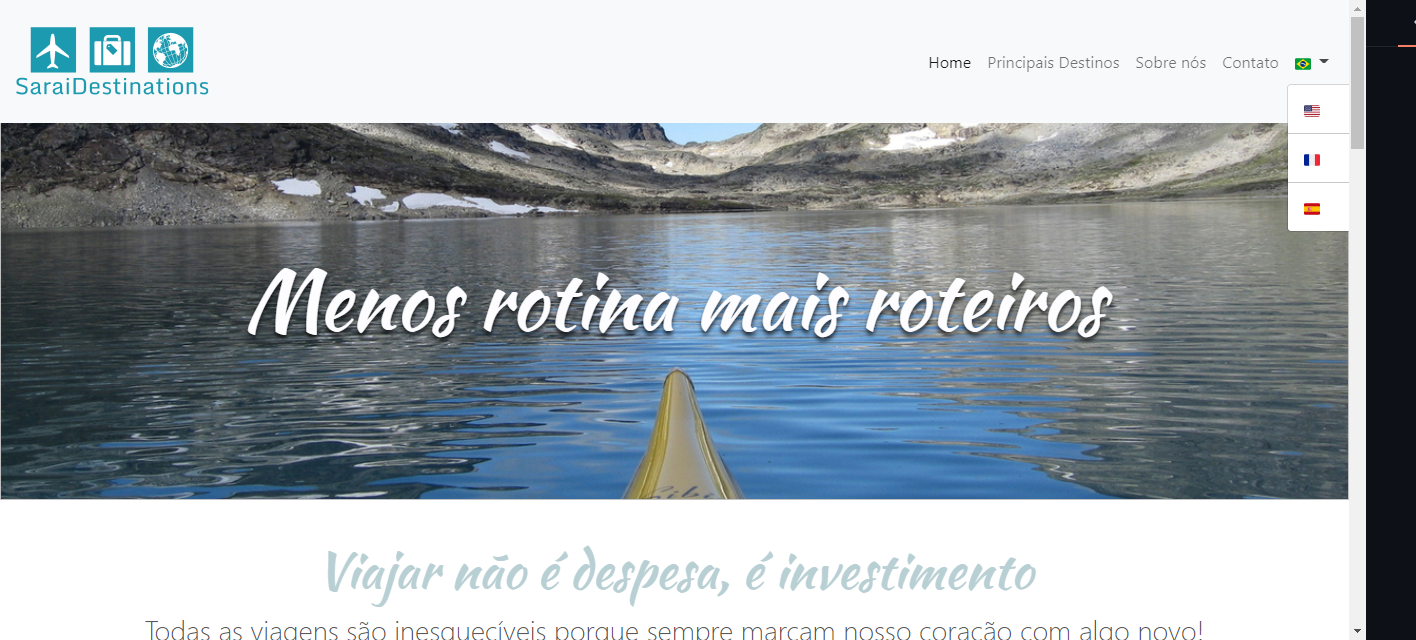 SaraiDestinations
Home Principais Destinos Sobre nós Contato
Menos rotina mais roteiros
Viajar não é despesa, é investimento
Todas as viagens são inesquecíveis porque sempre marcam nosso coração com algo novo!